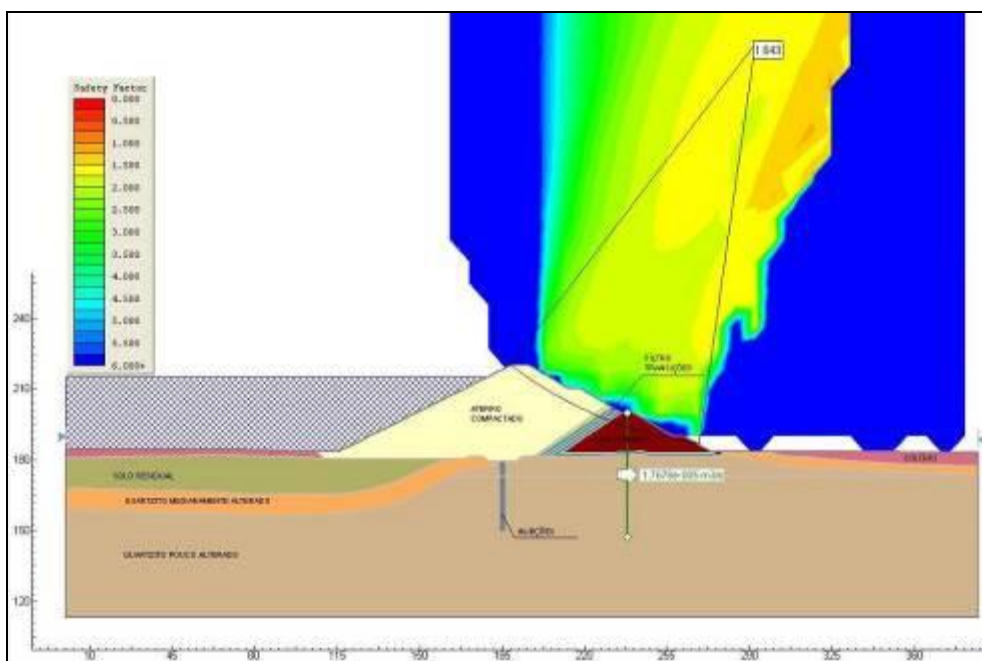 Safety Factor
0.000
0.500
1.000
1.500
2.000
2.500
3.000
3.500
4.000
4.500
5.000
5.500
6.000+
1.643
240
210
180
150
120
FILTRO
TRANSIÇÕES
ATERRO
COMPACTADO
SOLO RESIDUAL
QUARTZITO MEDIANAMENTE ALTERADO
QUARTZITO POUCO ALTERADO
INJEÇÕES
10 45 80 115 185 220 255 290 325 360